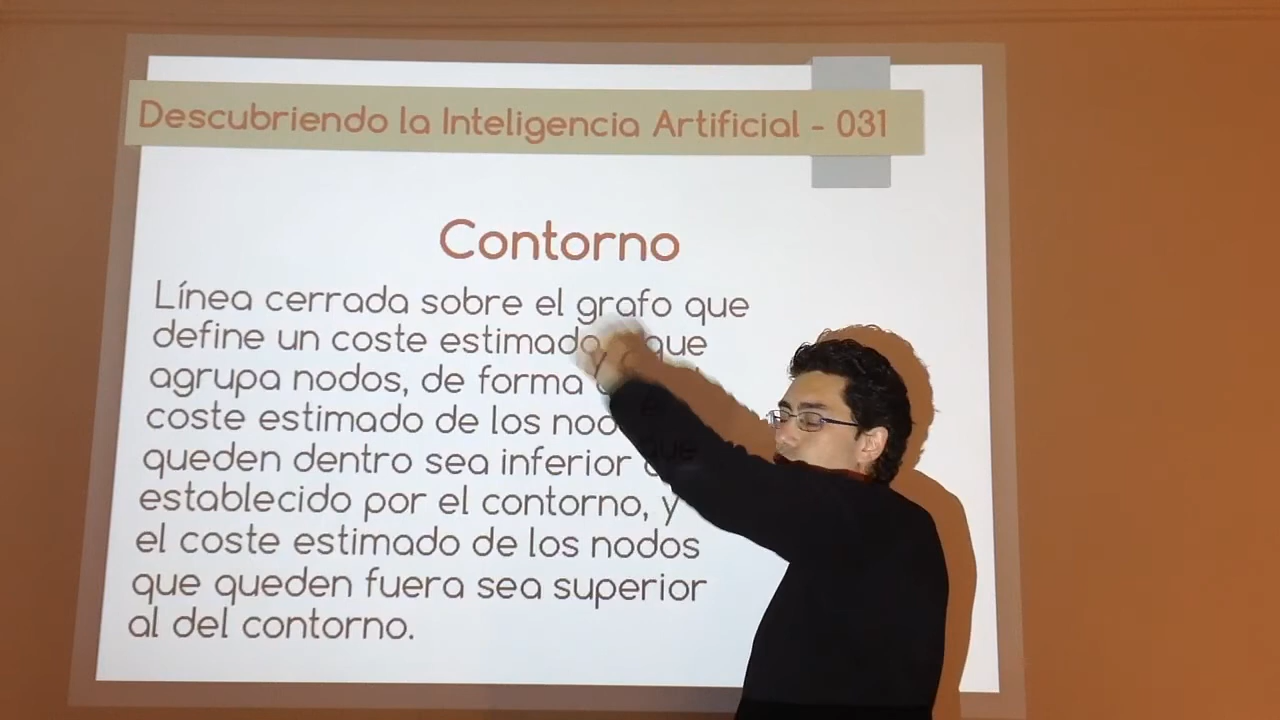 Descubriendo la Inteligencia Artificial - 031
Contorno
Línea cerrada sobre el grafo que
define un coste estimado que
agrupa nodos, de forma
coste estimado de los
queden dentro sea inferior
establecido por el contorno, y
el coste estimado de los nodos
que queden fuera sea superior
al del contorno.